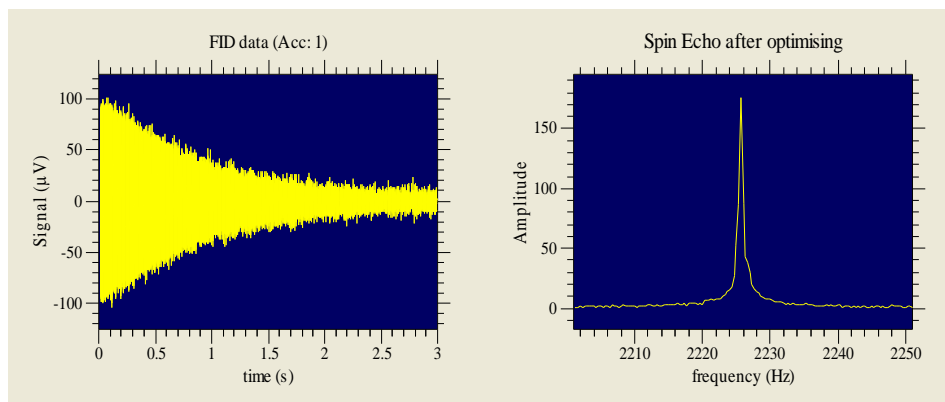 FID data (Acc: 1)
Signal (µ V)
100
50
0
-50
-100
0 0.5 1 1.5 2 2.5 3
time (s)
Spin Echo after optimising
Amplitude
150
100
50
0
2210 2220 2230 2240 2250
frequency (Hz)